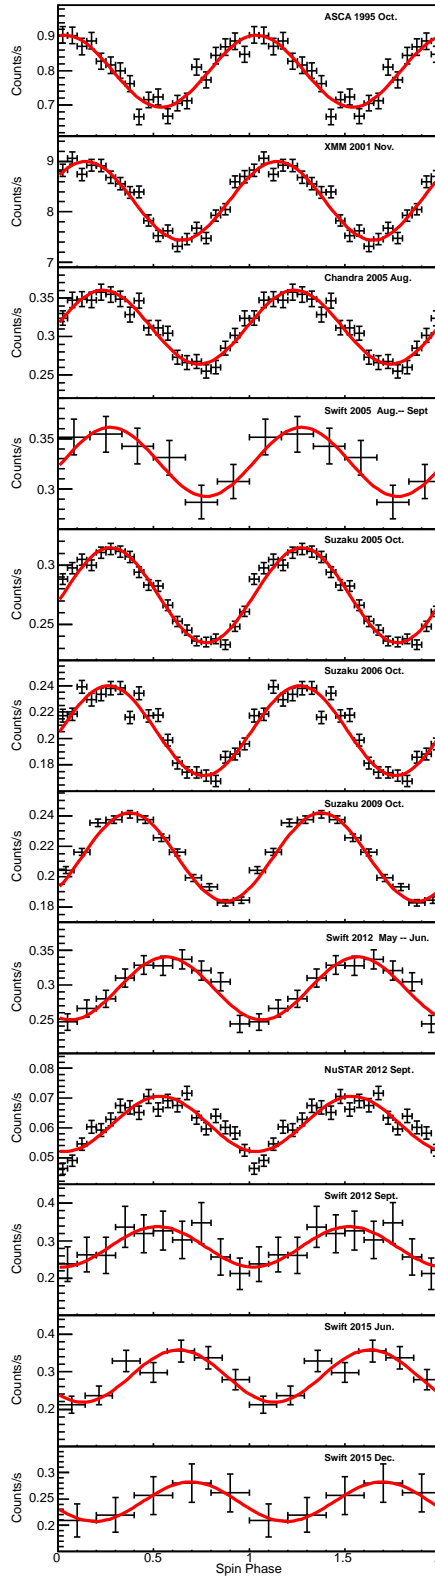 ASCA 1995 Oct.
Counts/s
0.9
0.8
0.7
XMM 2001 Nov.
Counts/s
9
8
7
Chandra 2005 Aug.
Counts/s
0.35
0.3
0.25
Swift 2005 Aug.-- Sept
Counts/s
0.35
0.3
Suzaku 2005 Oct.
Counts/s
0.3
0.25
Suzaku 2006 Oct.
Counts/s
0.24
0.22
0.2
0.18
0.16
Suzaku 2009 Oct.
Counts/s
0.24
0.22
0.2
0.18
Swift 2012 May -- Jun.
Counts/s
0.35
0.3
0.25
NuSTAR 2012 Sept.
Counts/s
0.08
0.07
0.06
0.05
Swift 2012 Sept.
Counts/s
0.4
0.3
0.2
Swift 2015 Jun.
Counts/s
0.4
0.3
0.2
Swift 2015 Dec.
Counts/s
0.3
0.25
0.2
0 0.5 1 1.5 2
Spin Phase